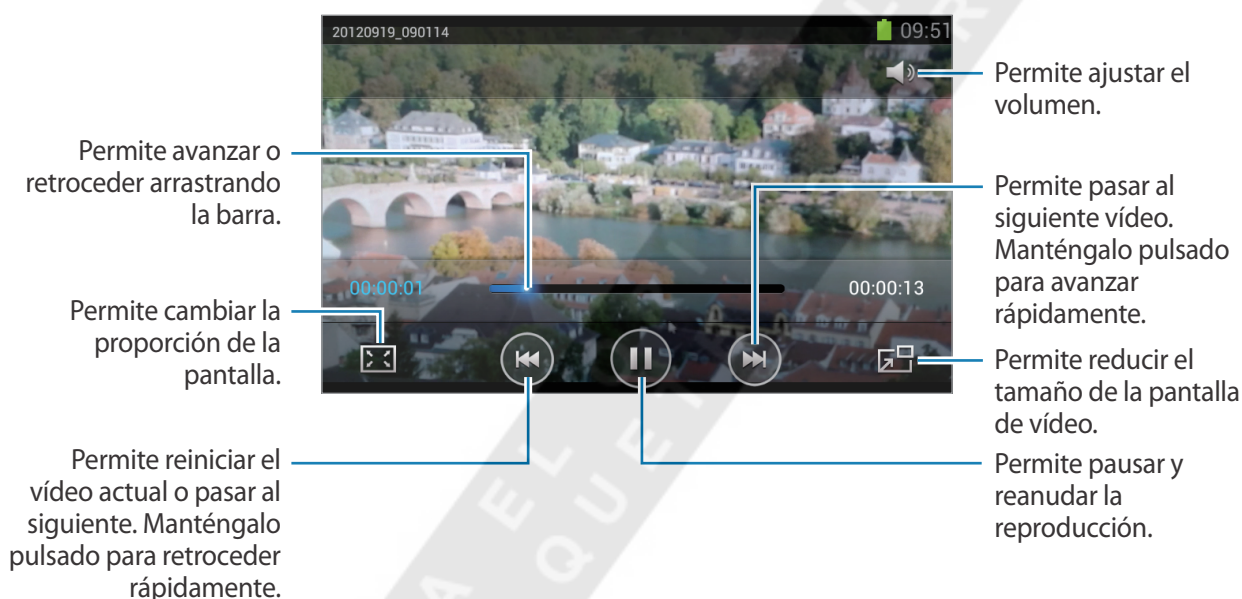 20120919_090114
09:51
Permite ajustar el
volumen.
Permite avanzar o
retroceder arrastrando
la barra.
Permite pasar al
siguiente vídeo.
Manténgalo pulsado
para avanzar
rápidamente.
00:00:01
00:00:13
Permite cambiar la
proporción de la
pantalla.
Permite reducir el
tamaño de la pantalla
de vídeo.
Permite reiniciar el
vídeo actual o pasar al
siguiente. Manténgalo
pulsado para retroceder
rápidamente.
Permite pausar y
reanudar la
reproducción.